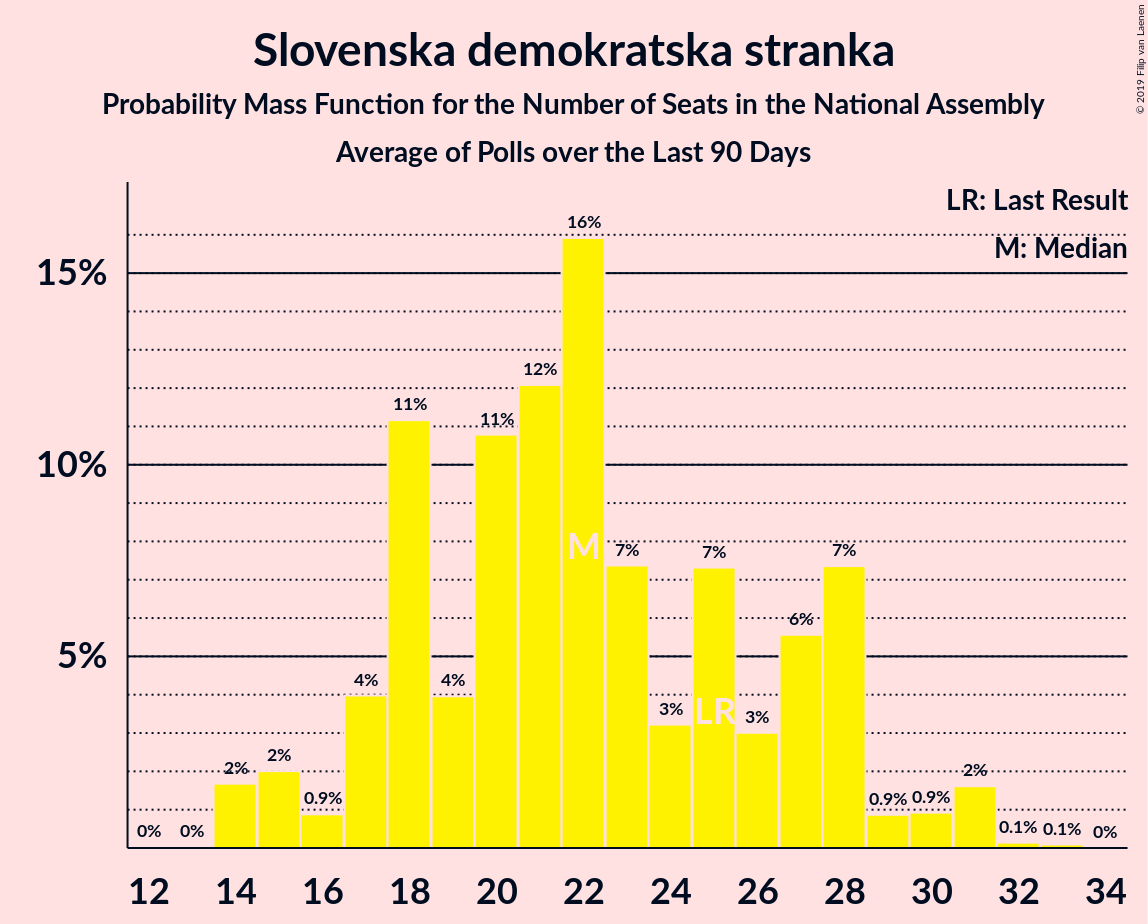 Slovenska demokratska stranka
Probability Mass Function for the Number of Seats in the National Assembly
Average of Polls over the Last 90 Days
© 2019 Filip van Laenen
LR: Last Result
M: Median
15%
10%
5%
0%
0%
2%
2%
0.9%
4%
11%
4%
11%
12%
16%
7%
3%
7%
3%
6%
7%
0.9%
0.9%
2%
0.1%
0.1%
0%
M
LR
12 14 16 18 20 22 24 26 28 30 32 34